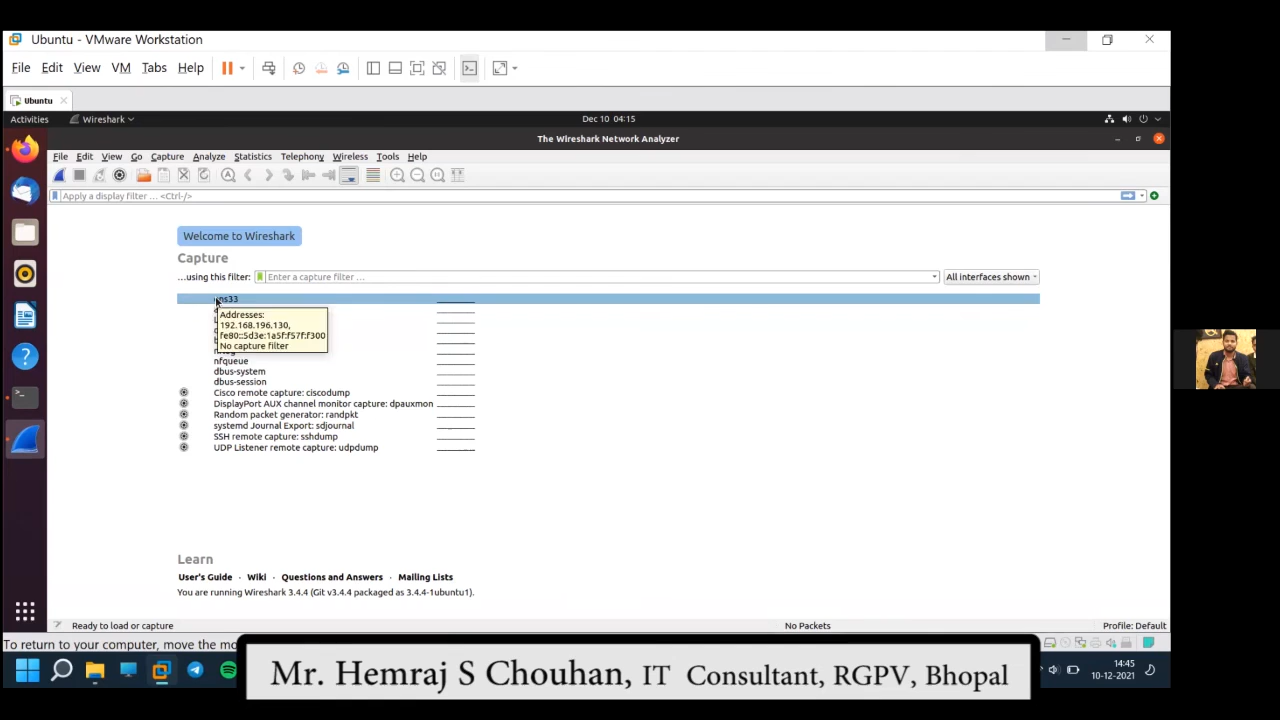 Ubuntu - VMware Workstation
File Edit View VM Tabs Help
Ubuntu
Activities Wireshark Dec 10 04:15
The Wireshark Network Analyzer
File Edit View Go Capture Analyze Statistics Telephony Wireless Tools Help
Apply a display filter ... <Ctrl-/>
Welcome to Wireshark
Capture
...using this filter: Enter a capture filter ... All interfaces shown
ens33
Addresses:
192.168.196.130,
fe80::5d3e:1a5f:f57f:f300
No capture filter
nfqueue
dbus-system
dbus-session
Cisco remote capture: ciscodump
DisplayPort AUX channel monitor capture: dpauxmon
Random packet generator: randpkt
systemd Journal Export: sdjournal
SSH remote capture: sshdump
UDP Listener remote capture: udpdump
Learn
User's Guide · Wiki · Questions and Answers · Mailing Lists
You are running Wireshark 3.4.4 (Git v3.4.4 packaged as 3.4.4-1ubuntu1).
Ready to load or capture No Packets Profile: Default
To return to your computer, move the mo
14:45
10-12-2021
Mr. Hemraj S Chouhan, IT Consultant, RGPV, Bhopal